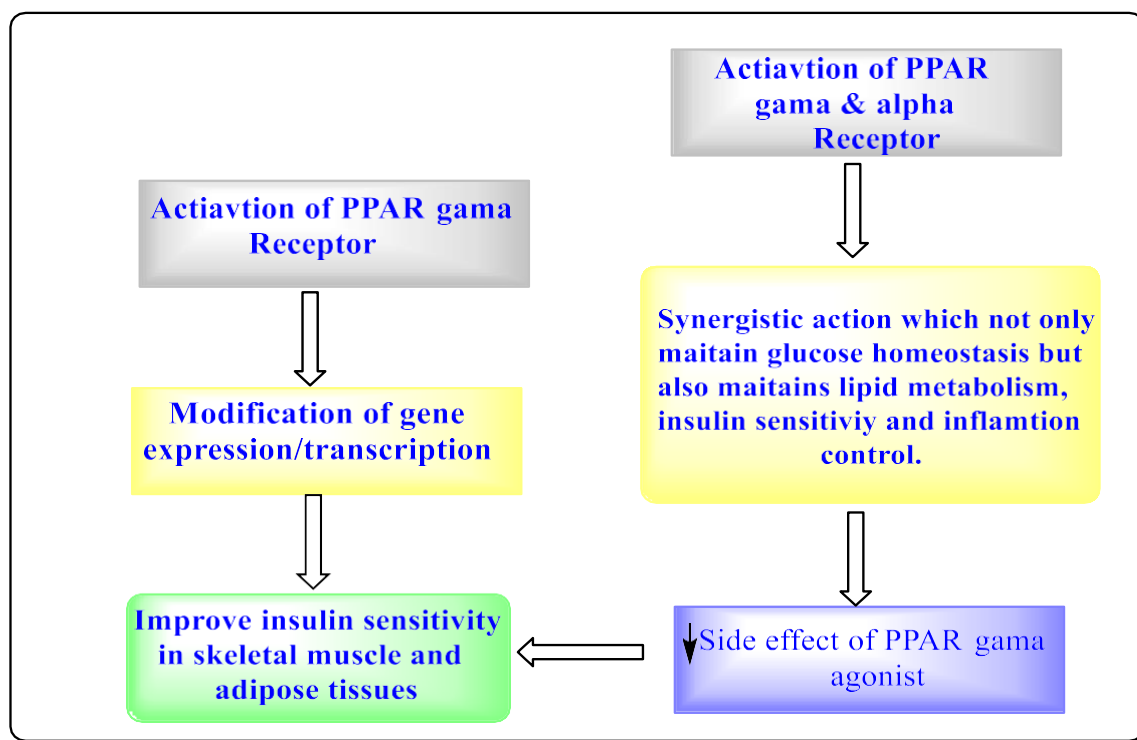 Actiavtion of PPAR gama
Receptor
Modification of gene
expression/transcription
Improve insulin sensitivity
in skeletal muscle and
adipose tissues
Actiavtion of PPAR
gama & alpha
Receptor
Synergistic action which not only
maitain glucose homeostasis but
also maitains lipid metabolism,
insulin sensitiviy and inflamtion
control.
Side effect of PPAR gama
agonist